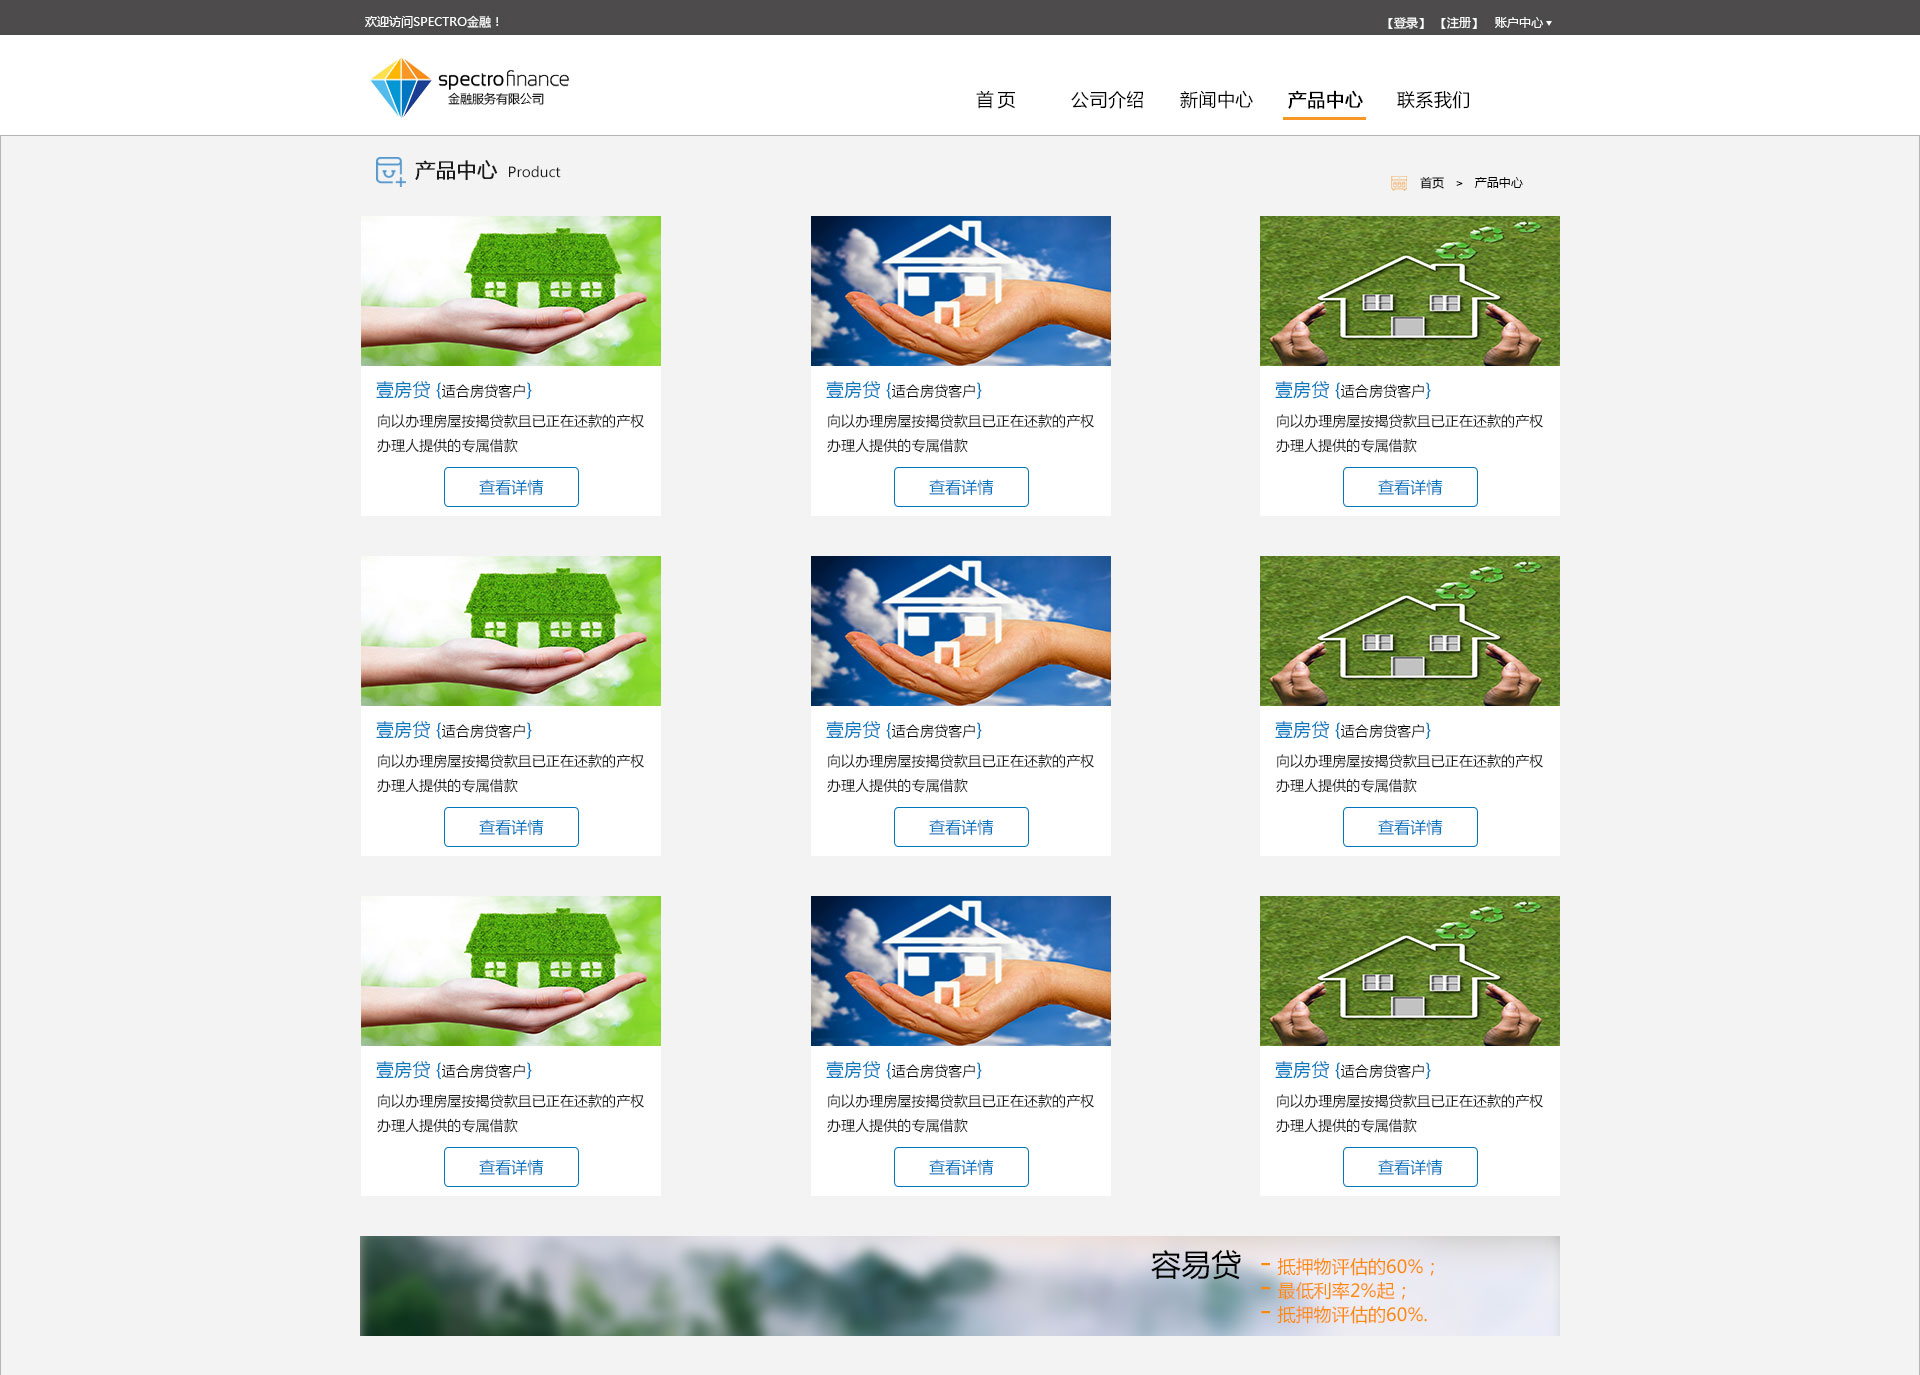 欢迎访问SPECTRO金融！
【登录】 【注册】 账户中心▼
spectrofinance
金融服务有限公司
首 页 公司介绍 新闻中心 产品中心 联系我们
产品中心 Product
首页 > 产品中心
壹房贷 {适合房贷客户}
向以办理房屋按揭贷款且已正在还款的产权
办理人提供的专属借款
查看详情
壹房贷 {适合房贷客户}
向以办理房屋按揭贷款且已正在还款的产权
办理人提供的专属借款
查看详情
壹房贷 {适合房贷客户}
向以办理房屋按揭贷款且已正在还款的产权
办理人提供的专属借款
查看详情
壹房贷 {适合房贷客户}
向以办理房屋按揭贷款且已正在还款的产权
办理人提供的专属借款
查看详情
壹房贷 {适合房贷客户}
向以办理房屋按揭贷款且已正在还款的产权
办理人提供的专属借款
查看详情
壹房贷 {适合房贷客户}
向以办理房屋按揭贷款且已正在还款的产权
办理人提供的专属借款
查看详情
壹房贷 {适合房贷客户}
向以办理房屋按揭贷款且已正在还款的产权
办理人提供的专属借款
查看详情
壹房贷 {适合房贷客户}
向以办理房屋按揭贷款且已正在还款的产权
办理人提供的专属借款
查看详情
壹房贷 {适合房贷客户}
向以办理房屋按揭贷款且已正在还款的产权
办理人提供的专属借款
查看详情
容易贷
- 抵押物评估的60%；
- 最低利率2%起；
- 抵押物评估的60%.